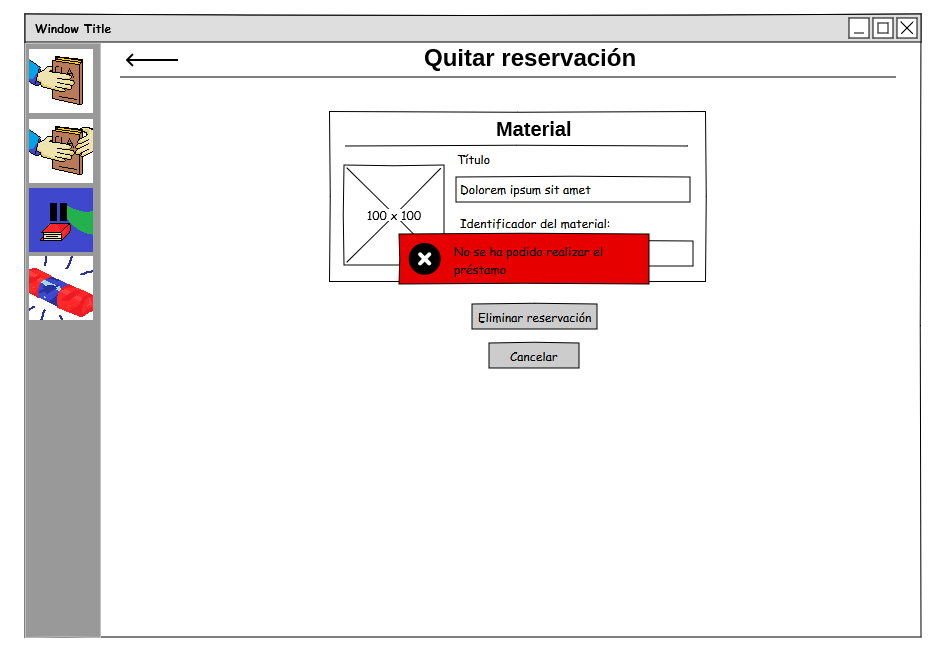 Window Title
Quitar reservación
Material
Título
100 x 100
Dolorem ipsum sit amet
Identificador del material:
No se ha podido realizar el
préstamo
Eliminar reservación
Cancelar